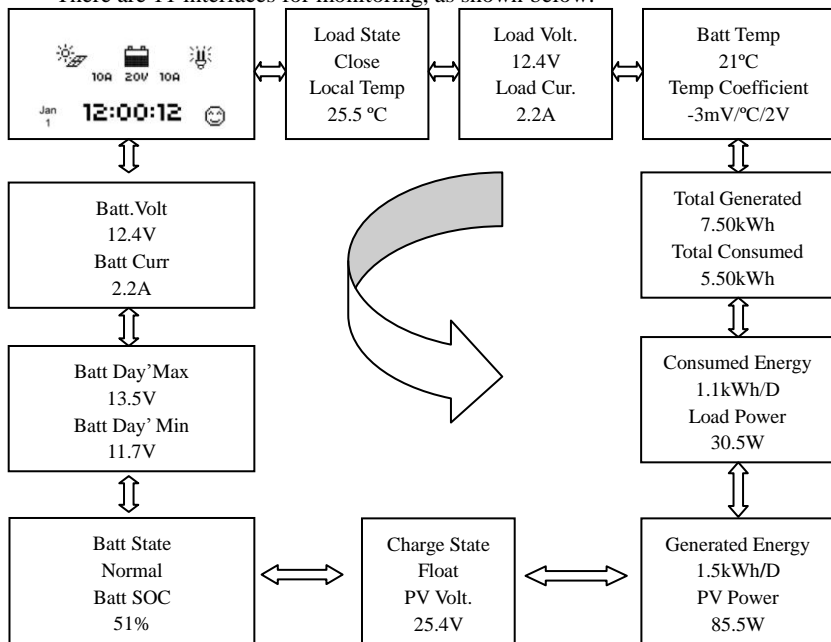 There are 11 interfaces for monitoring, as shown below:
10A 20V 10A
Jan
1
12:00:12
Load State
Close
Local Temp
25.5 ºC
Load Volt.
12.4V
Load Cur.
2.2A
Batt Temp
21ºC
Temp Coefficient
-3mV/ºC/2V
Batt.Volt
12.4V
Batt Curr
2.2A
Total Generated
7.50kWh
Total Consumed
5.50kWh
Batt Day’Max
13.5V
Batt Day’ Min
11.7V
Consumed Energy
1.1kWh/D
Load Power
30.5W
Batt State
Normal
Batt SOC
51%
Charge State
Float
PV Volt.
25.4V
Generated Energy
1.5kWh/D
PV Power
85.5W